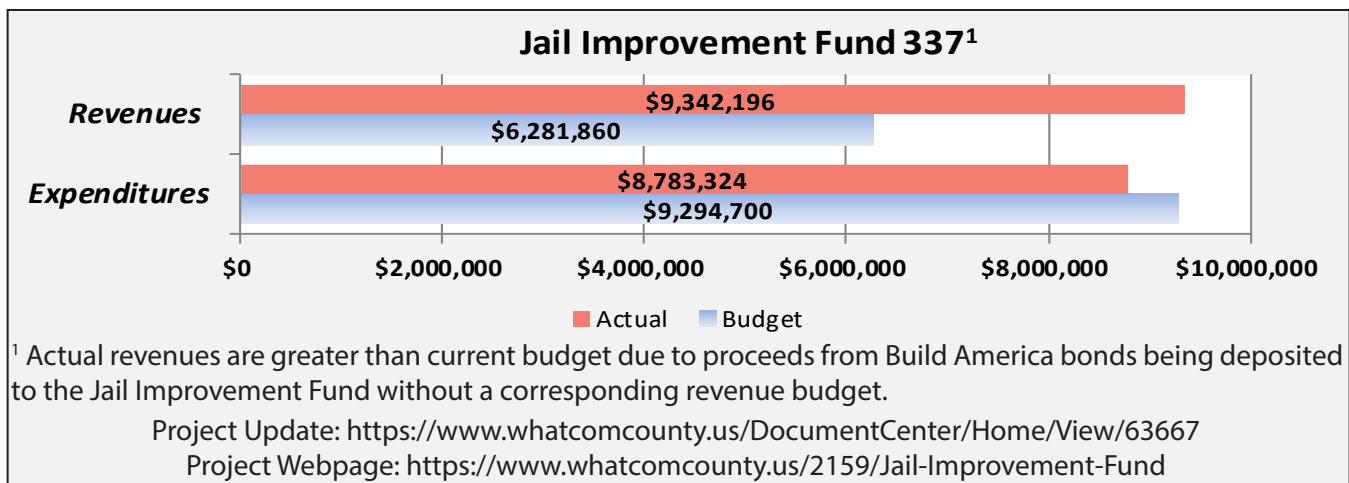 Jail Improvement Fund 337¹
Revenues
$9,342,196
$6,281,860
Expenditures
$8,783,324
$9,294,700
$0 $2,000,000 $4,000,000 $6,000,000 $8,000,000 $10,000,000
Actual Budget
¹ Actual revenues are greater than current budget due to proceeds from Build America bonds being deposited
to the Jail Improvement Fund without a corresponding revenue budget.
Project Update: https://www.whatcomcounty.us/DocumentCenter/Home/View/63667
Project Webpage: https://www.whatcomcounty.us/2159/Jail-Improvement-Fund